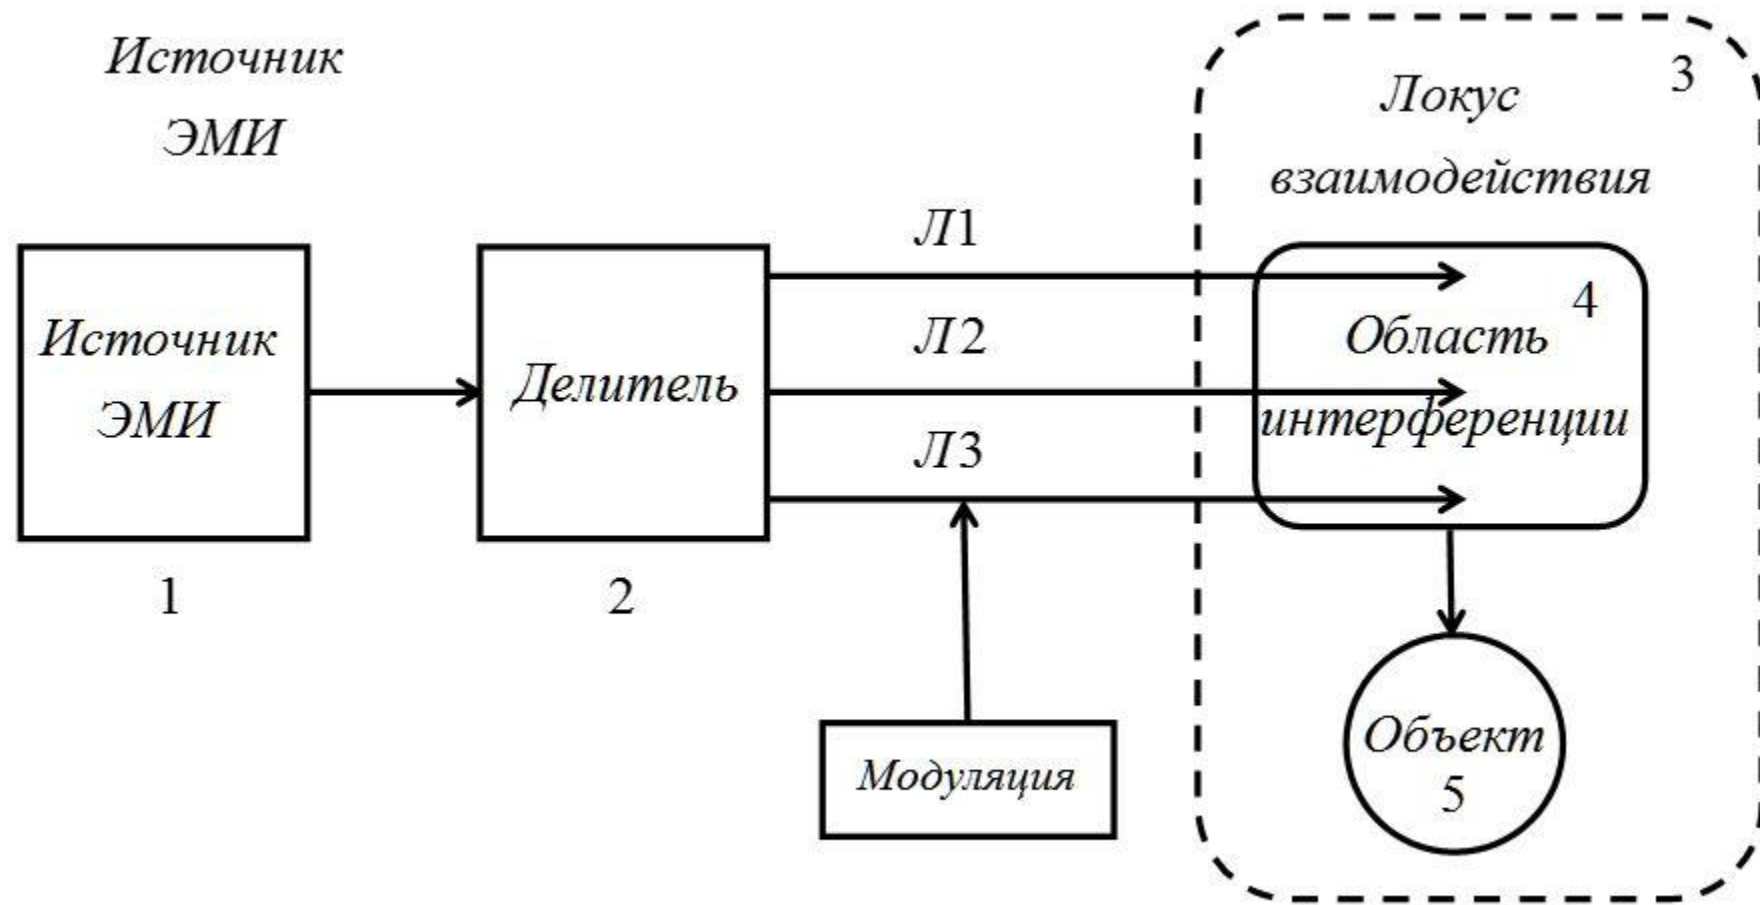 Источник
ЭМИ
Источник
ЭМИ
1
Делитель
2
Л1
Л2
Л3
Модуляция
3
Локус
взаимодействия
4
Область
интерференции
Объект
5